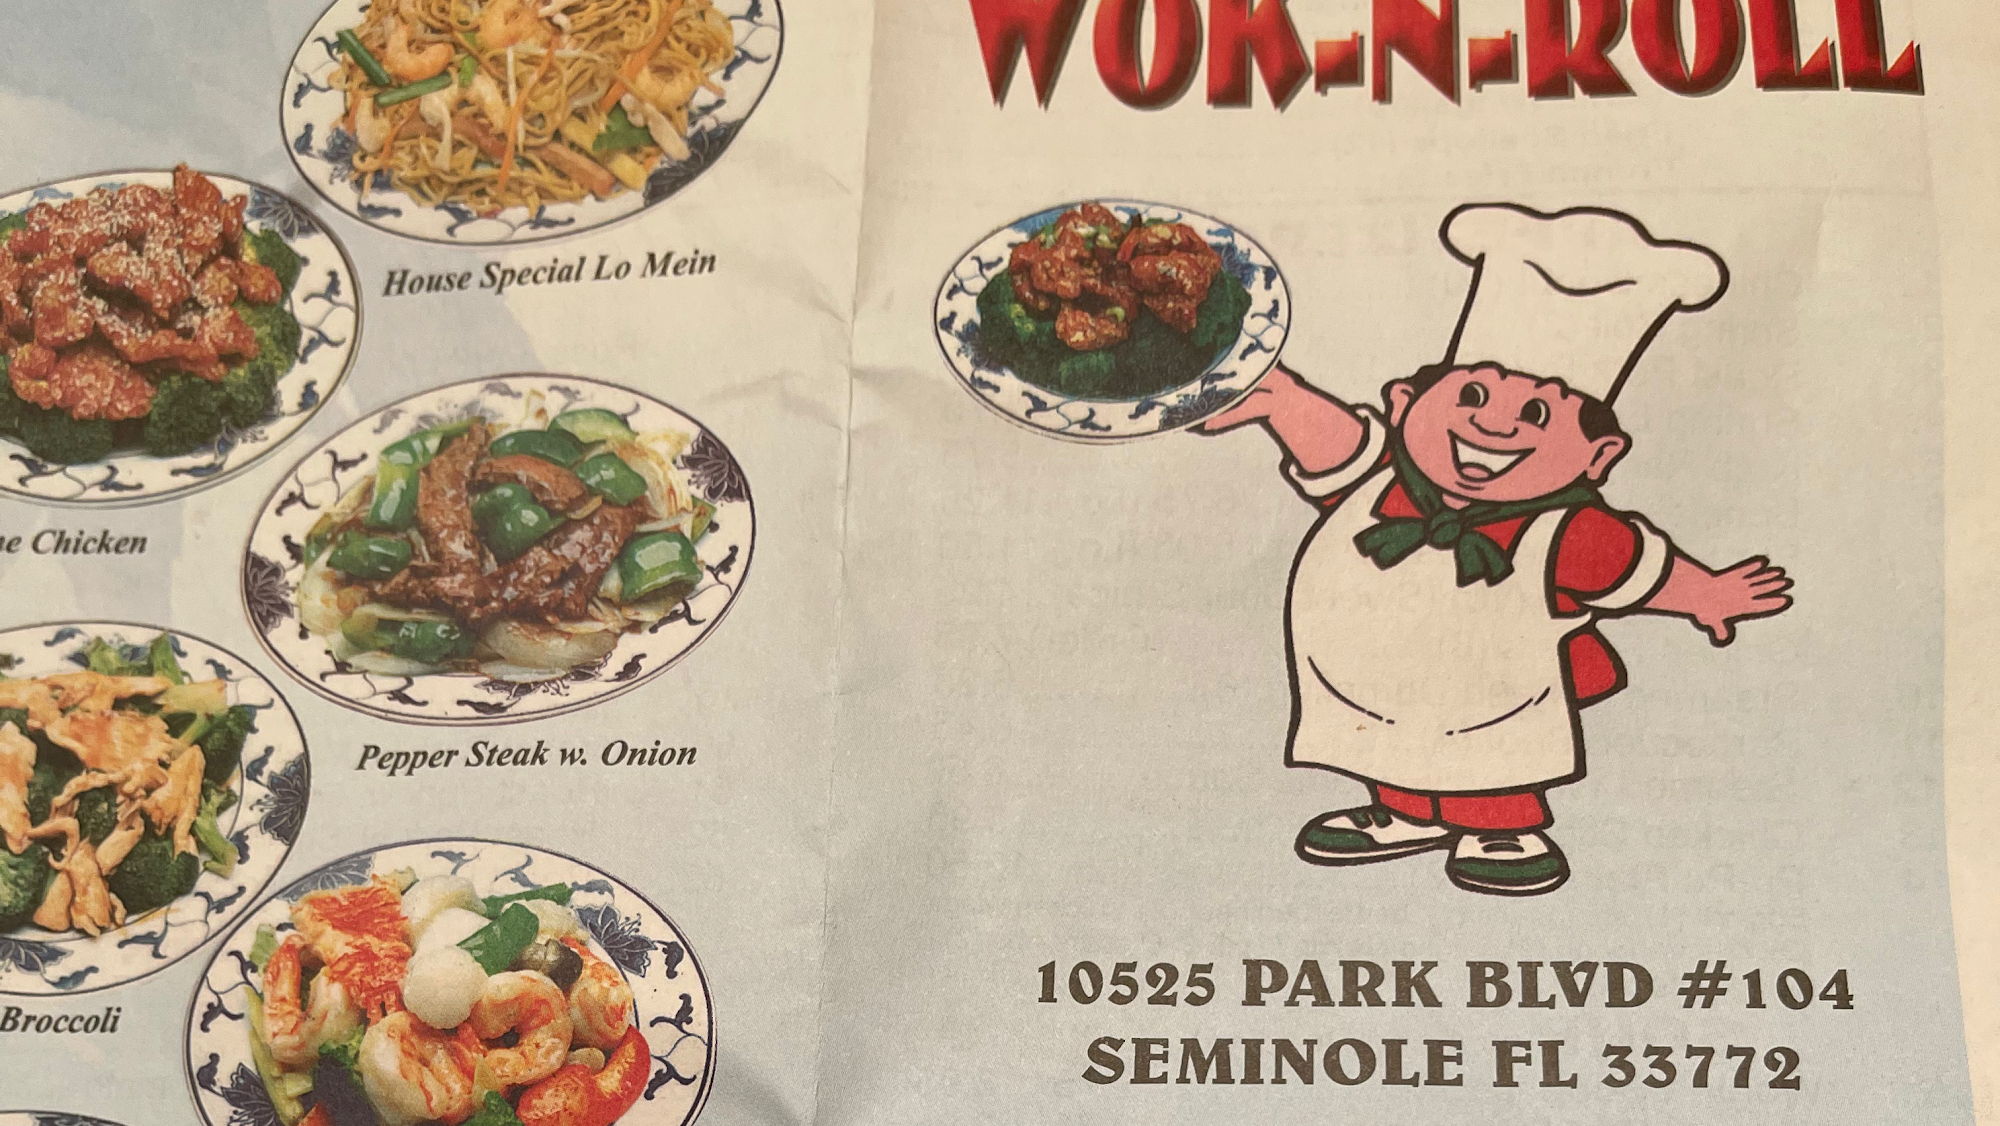 WOK-N-ROLL
House Special Lo Mein
Chicken
Pepper Steak w. Onion
Broccoli
10525 PARK BLVD #104
SEMINOLE FL 33772